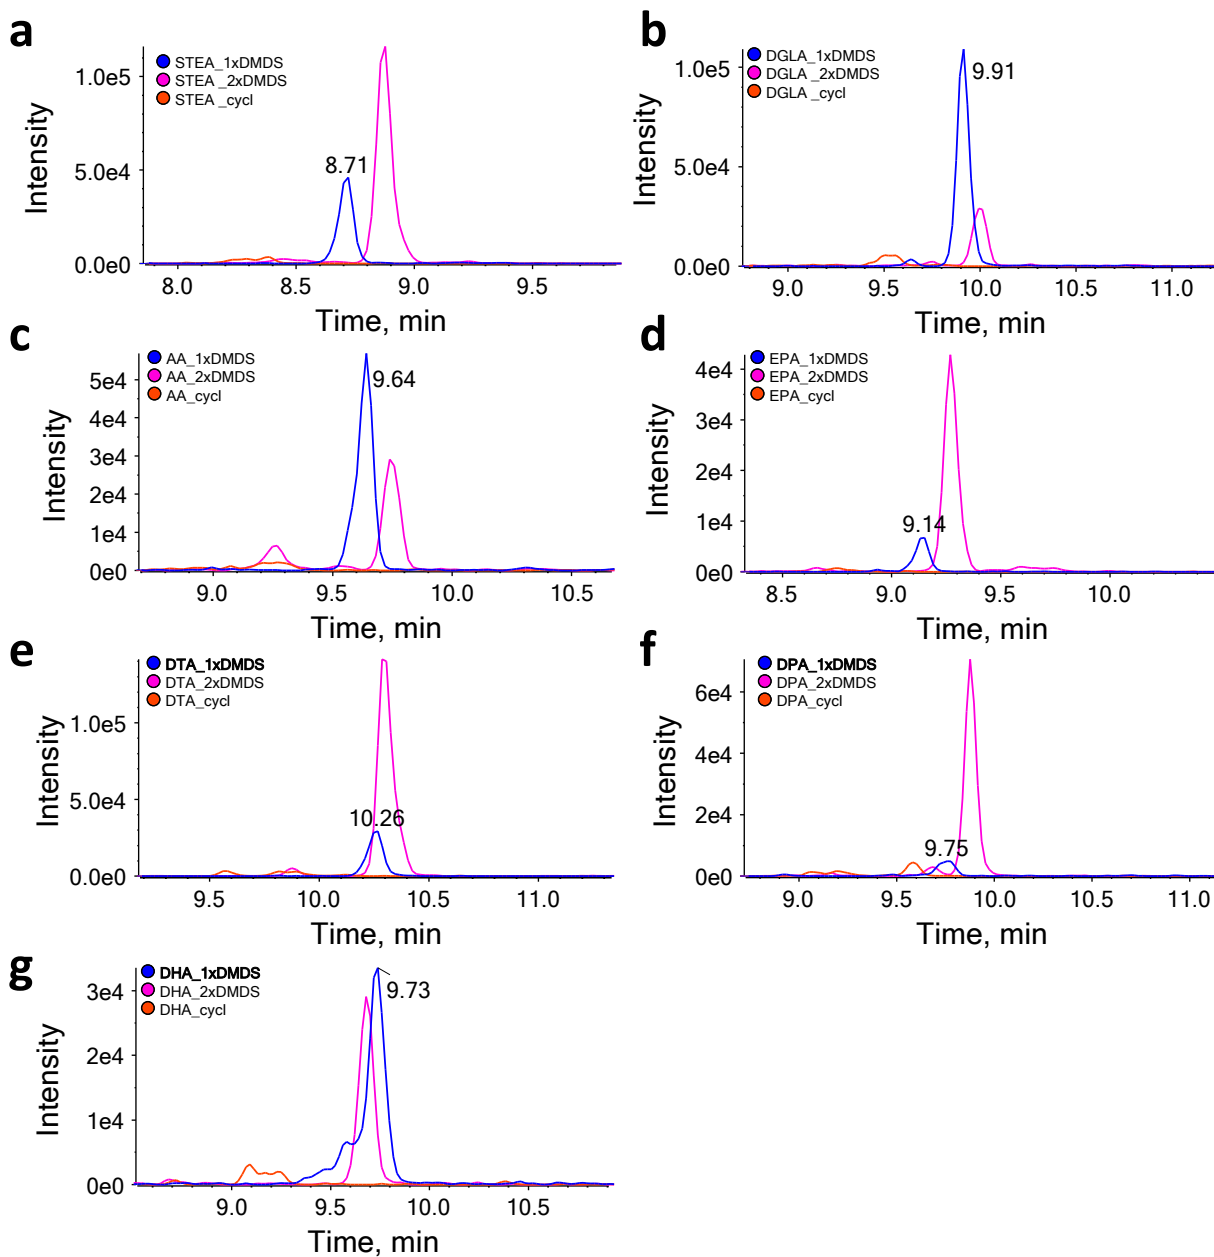 a
STEA_1xDMDS
STEA_2xDMDS
STEA _cycl
1.0e5
5.0e4
0.0e0
8.71
8.0
8.5
9.0
9.5
Intensity
Time, min
b
DGLA_1xDMDS
DGLA _2xDMDS
DGLA _cycl
1.0e5
5.0e4
0.0e0
9.91
9.0
9.5
10.0
10.5
11.0
Intensity
Time, min
c
AA_1xDMDS
AA_2xDMDS
AA_cycl
5e4
4e4
3e4
2e4
1e4
0e0
9.64
9.0
9.5
10.0
10.5
Intensity
Time, min
d
EPA_1xDMDS
EPA_2xDMDS
EPA_cycl
4e4
3e4
2e4
1e4
0e0
9.14
8.5
9.0
9.5
10.0
Intensity
Time, min
e
DTA_1xDMDS
DTA_2xDMDS
DTA_cycl
1.0e5
5.0e4
0.0e0
10.26
9.5
10.0
10.5
11.0
Intensity
Time, min
f
DPA_1xDMDS
DPA_2xDMDS
DPA_cycl
6e4
4e4
2e4
0e0
9.75
9.0
9.5
10.0
10.5
11.0
Intensity
Time, min
g
DHA_1xDMDS
DHA_2xDMDS
DHA_cycl
3e4
2e4
1e4
0e0
9.73
9.0
9.5
10.0
10.5
Intensity
Time, min